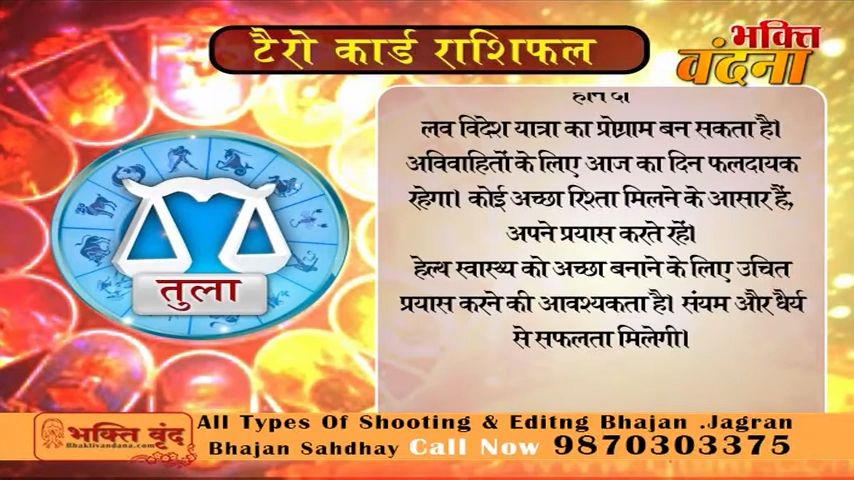 टैरो कार्ड राशिफल
भक्ति
वंदना
लव विदेश यात्रा का प्रोग्राम बन सकता है।
अविवाहितों के लिए आज का दिन फलदायक
रहेगा। कोई अच्छा रिश्ता मिलने के आसार हैं,
अपने प्रयास करते रहें।
हेल्थ स्वास्थ्य को अच्छा बनाने के लिए उचित
प्रयास करने की आवश्यकता है। संयम और धैर्य
से सफलता मिलेगी।
तुला
भक्ति वृंद
Bhaktivandana.com
All Types Of Shooting & Editng Bhajan .Jagran
Bhajan Sahdhay Call Now 9870303375